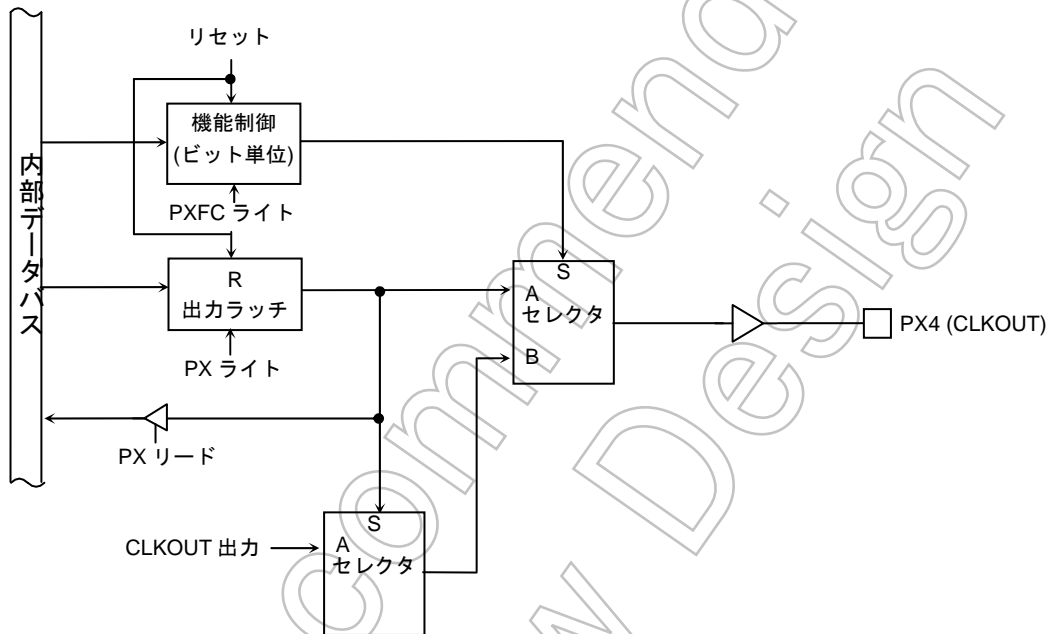 リセット
機能制御
(ビット単位)
PXFC ライト
内部データバス
R
出力ラッチ
PX ライト
PX リード
S
A
セレクタ
B
PX4 (CLKOUT)
S
CLKOUT 出力
A
セレクタ
commend
w Design